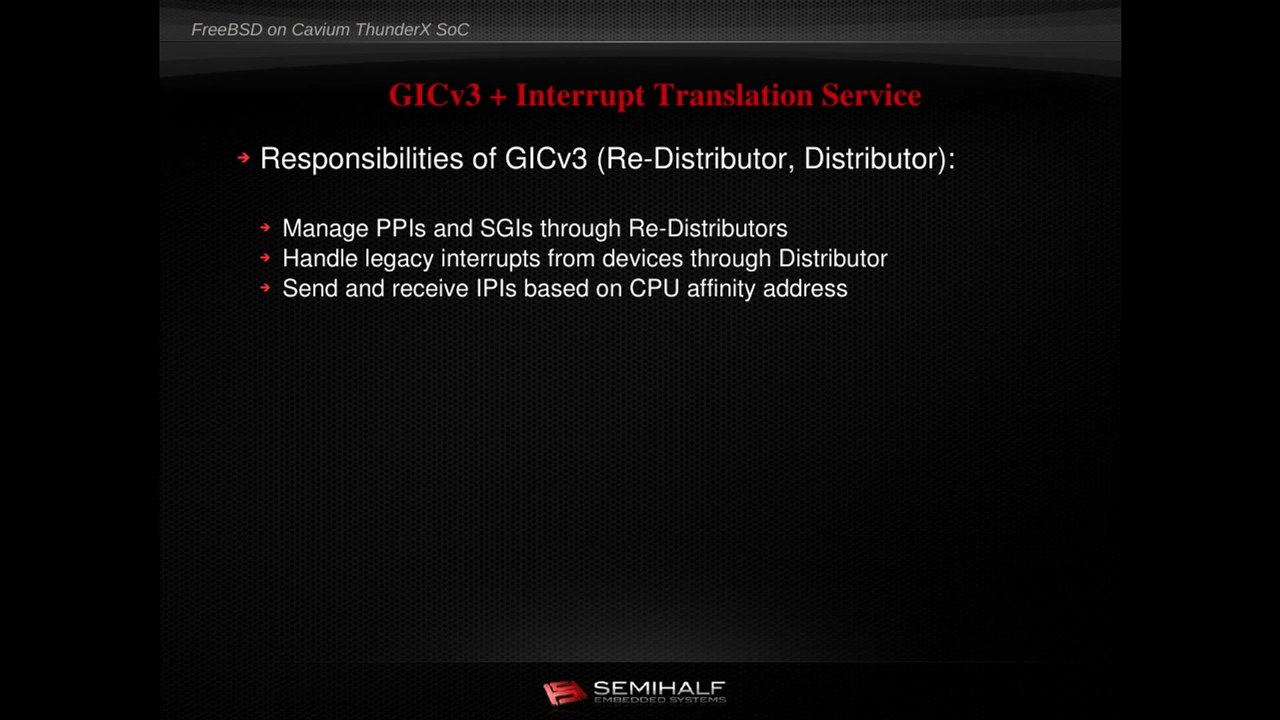 FreeBSD on Cavium ThunderX SoC
GICv3 + Interrupt Translation Service
Responsibilities of GICv3 (Re-Distributor, Distributor):
Manage PPIs and SGIs through Re-Distributors
Handle legacy interrupts from devices through Distributor
Send and receive IPIs based on CPU affinity address
SEMIHALF
EMBEDDED SYSTEMS